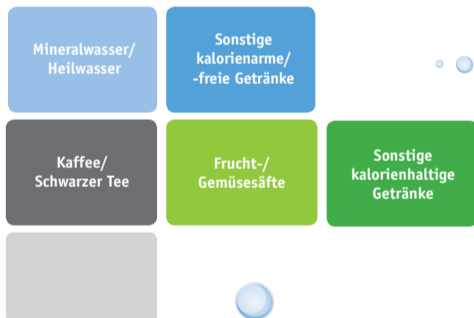 Mineralwasser/
Heilwasser
Sonstige
kalorienarme/
-freie Getränke
Kaffee/
Schwarzer Tee
Frucht-/
Gemüsesäfte
Sonstige
kalorienhaltige
Getränke